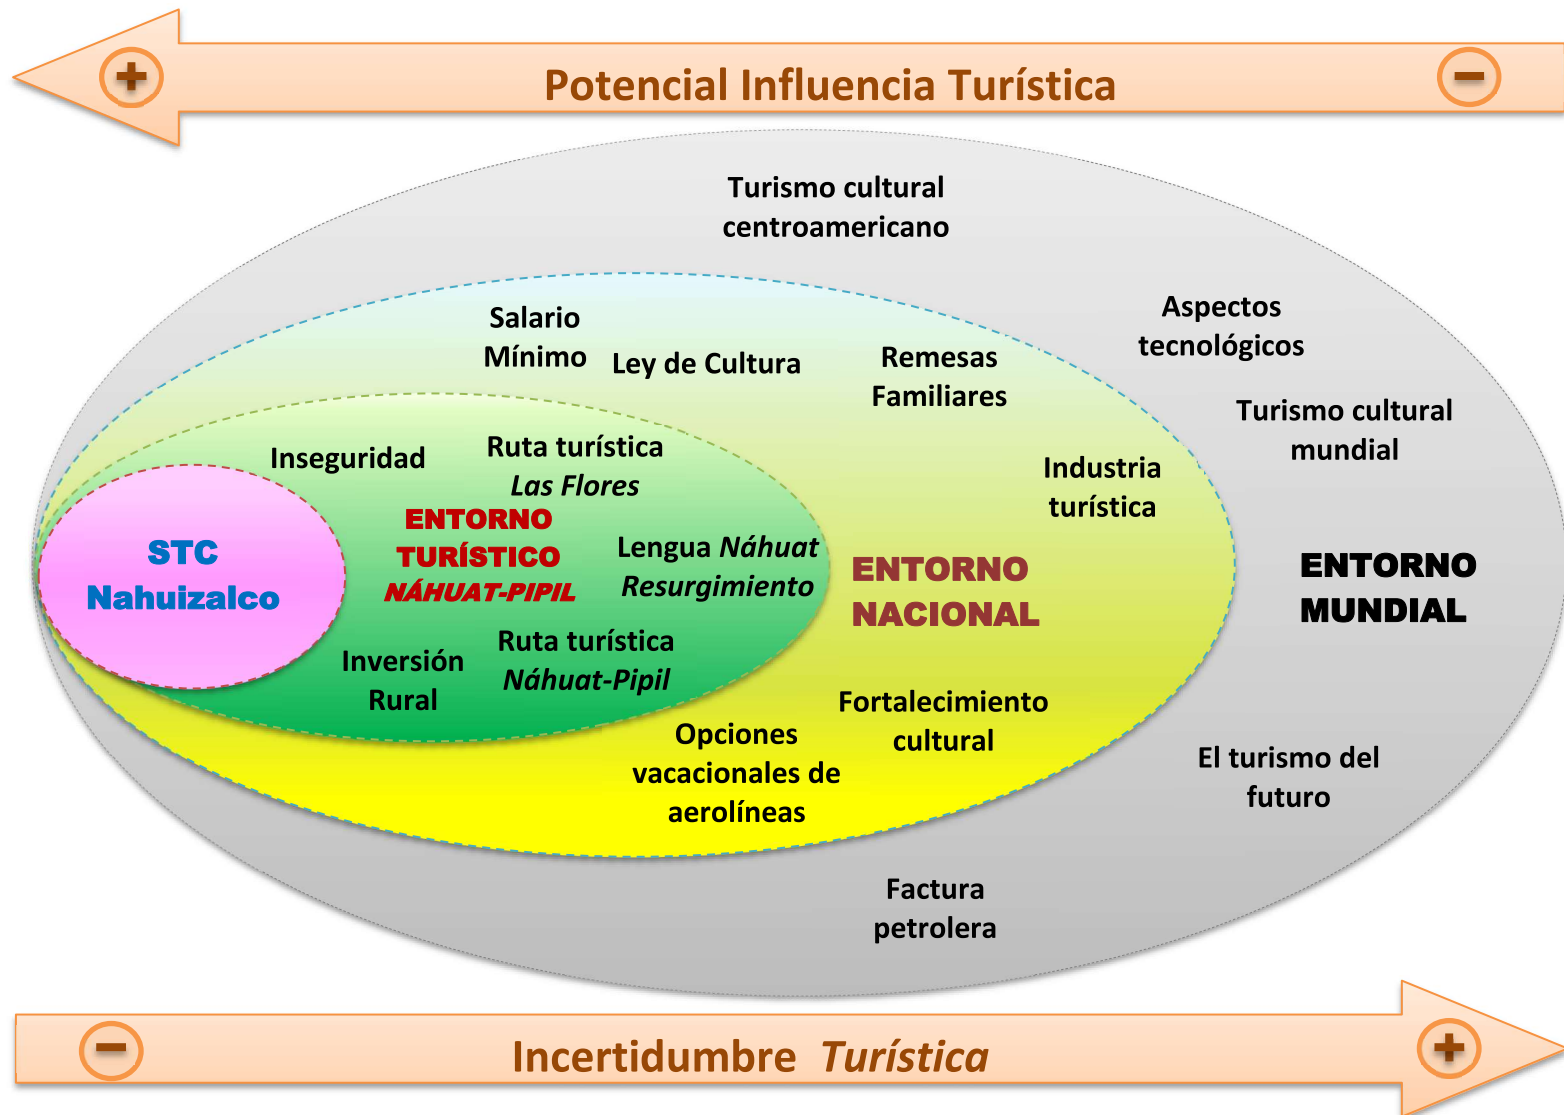 +
Potencial Influencia Turística
−
Turismo cultural
centroamericano
Aspectos
tecnológicos
Turismo cultural
mundial
ENTORNO
MUNDIAL
El turismo del
futuro
Factura
petrolera
Salario
Mínimo
Ley de Cultura
Remesas
Familiares
Industria
turística
ENTORNO
NACIONAL
Fortalecimiento
cultural
Opciones
vacacionales de
aerolíneas
Inseguridad
Ruta turística
Las Flores
ENTORNO
TURÍSTICO
NÁHUAT-PIPIL
Lengua Náhuat
Resurgimiento
Inversión
Rural
Ruta turística
Náhuat-Pipil
STC
Nahuizalco
−
Incertidumbre Turística
+